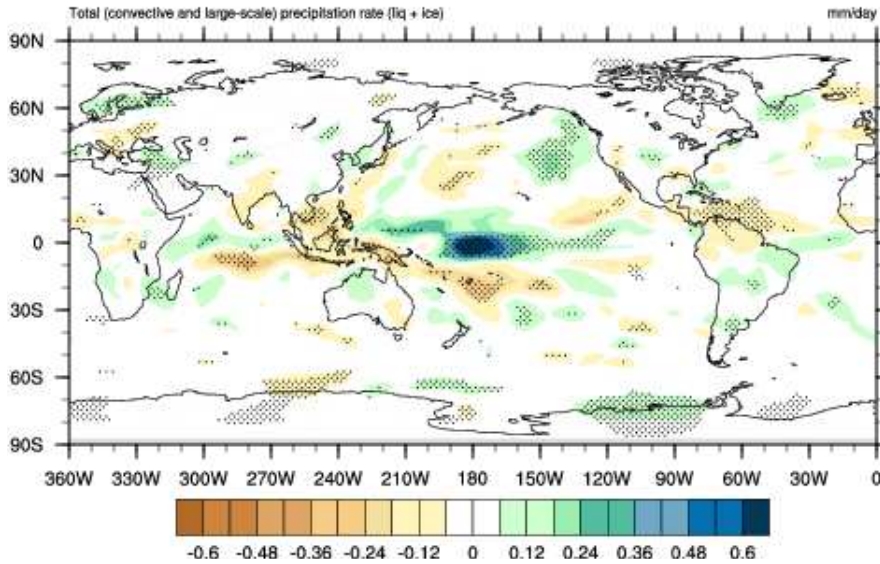 Total (convective and large-scale) precipitation rate (liq + ice) mm/day
90N
60N
30N
0
30S
60S
90S
360W 330W 300W 270W 240W 210W 180 150W 120W 90W 60W 30W 0
-0.6 -0.48 -0.36 -0.24 -0.12 0 0.12 0.24 0.36 0.48 0.6